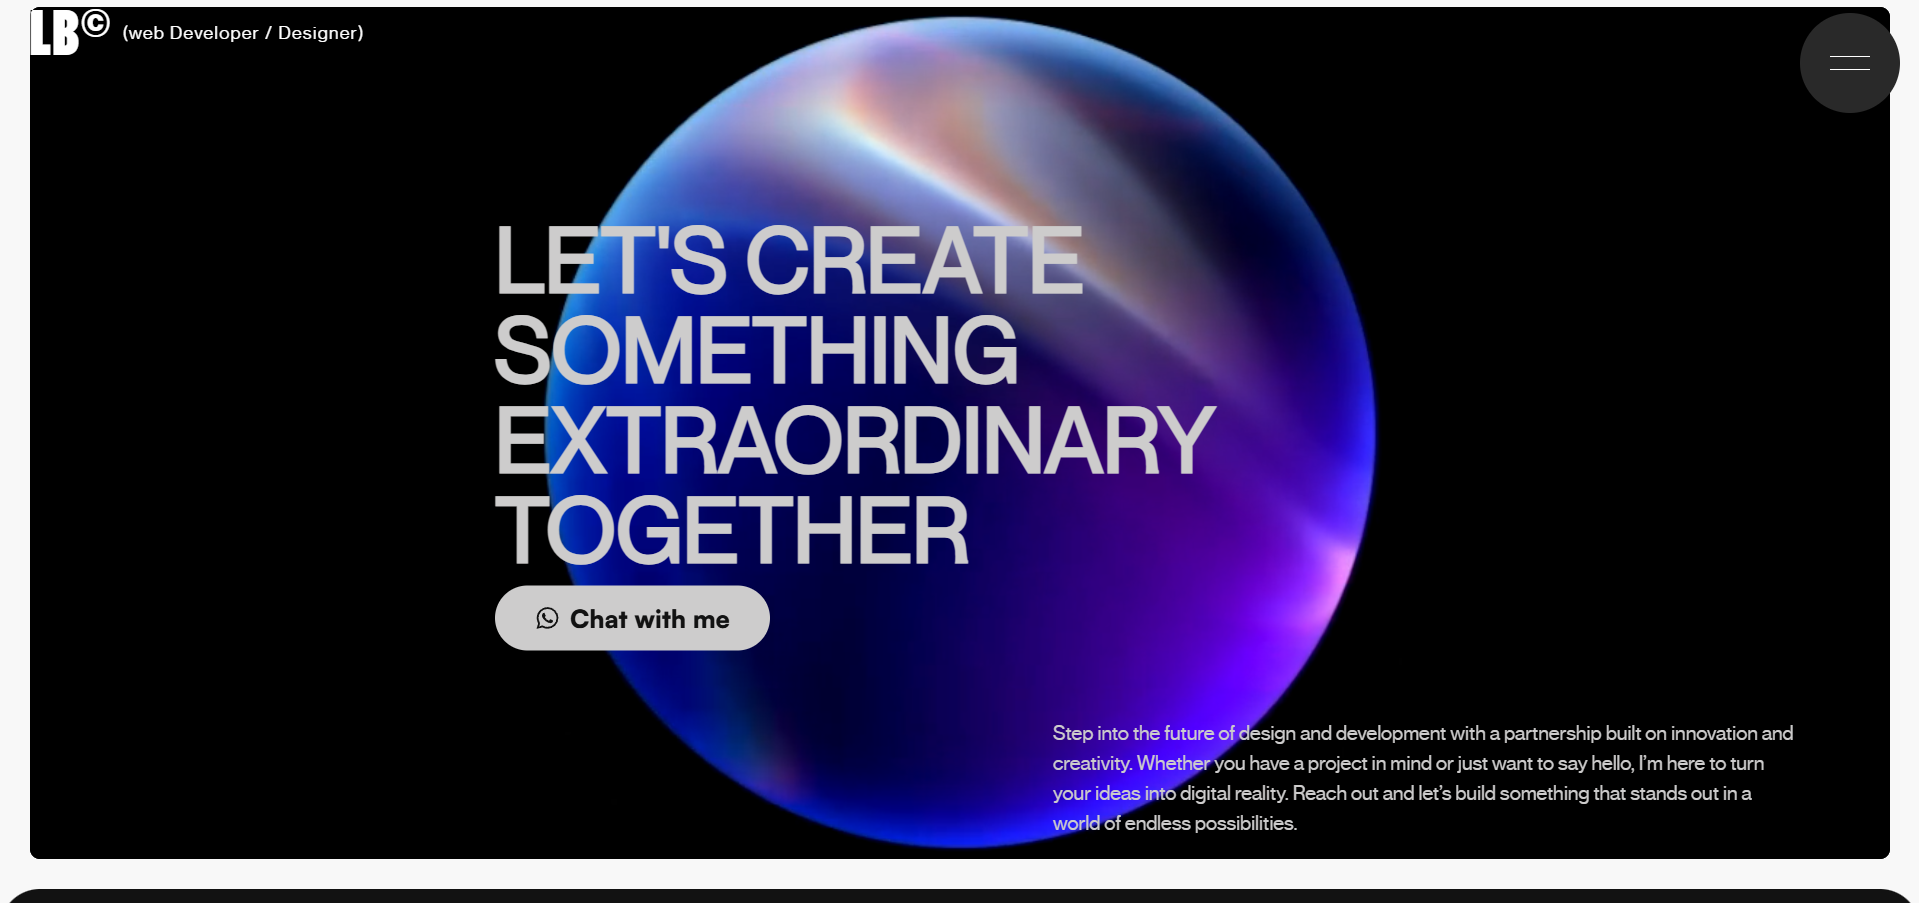 LB© (web Developer / Designer)
LET'S CREATE
SOMETHING
EXTRAORDINARY
TOGETHER
Chat with me
Step into the future of design and development with a partnership built on innovation and
creativity. Whether you have a project in mind or just want to say hello, I’m here to turn
your ideas into digital reality. Reach out and let’s build something that stands out in a
world of endless possibilities.